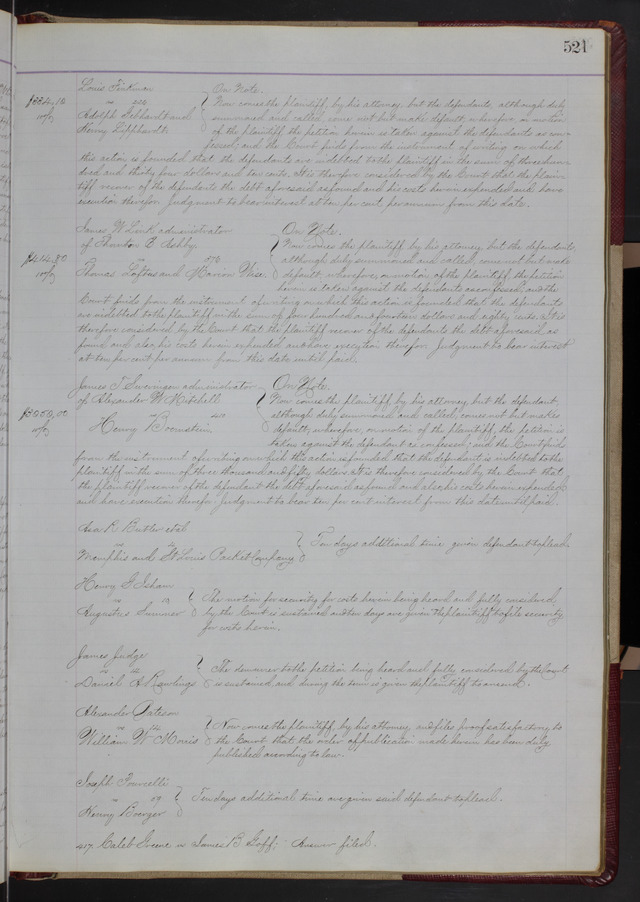 521
Louis Fickman } On Note.
$334.10 vs 222 Now comes the plaintiff, by his attorney, but the defendants, although duly
10% Adolph Gebhardt and summoned and called, come not but make default; wherefore, on motion
Henry Lipphardt of the plaintiff the petition herein is taken against the defendants as con-
fessed; and the Court finds from the instrument of writing on which
this action is founded that the defendants are indebted to the plaintiff in the sum of three hun-
dred and thirty four dollars and ten cents. It is therefore considered by the Court that the plain-
tiff recover of the defendants the debt aforesaid as found and his costs herein expended and have
execution therefor. Judgment to bear interest at ten per cent per annum from this date.
James W. Link administrator } On Note.
of Thornton P. Ashby Now comes the plaintiff by his attorney, but the defendants
$414.80 vs although duly summoned and called, come not but make
10% Thomas Loftus and Marion Wise default; wherefore, on motion of the plaintiff, the petition
herein is taken against the defendants as confessed, and the
Court finds from the instrument of writing on which this action is founded, that the defendants
are indebted to the plaintiff in the sum of four hundred and fourteen dollars and eighty cents. It is
therefore considered by the Court that the plaintiff recover of the defendants the debt aforesaid as
found and also his costs herein expended and have execution therefor. Judgment to bear interest
at ten per cent per annum from this date until paid.
James T. Swearingen administrator } On Note.
of Alexander W. Mitchell Now comes the plaintiff by his attorney, but the defendant
$3050.00 vs 420 although duly summoned and called, comes not but makes
10% Henry Boernstein default; wherefore, on motion of the plaintiff, the petition is
taken against the defendant as confessed, and the Court finds
from the instrument of writing on which this action is founded, that the defendant is indebted to the
plaintiff in the sum of three thousand and fifty dollars. It is therefore considered by the Court that
the plaintiff recover of the defendant the debt aforesaid as found and also his costs herein expended
and have execution therefor. Judgment to bear ten per cent interest from this date until paid.
Asa R. Butler et al
vs } Ten days additional time given defendant to plead.
Memphis and St Louis Packet Company
Henry G. Isham
vs 19 } The motion for security for costs herein being heard and fully considered
Augustus Summer by the Court is sustained and ten days are given the plaintiff to file security
for costs herein.
James Judge
vs } The demurrer to the petition being heard and fully considered by the Court
Daniel A. Rawlings is sustained and during the term is given the plaintiff to amend.
Alexander Pateson
vs } Now comes the plaintiff, by his attorney, and files proof satisfactory to
William W. Morris the Court that the order of publication made herein has been duly
published according to law.
Joseph Pourcelli
vs 59 } Ten days additional time are given said defendant to plead.
Henry Boerger
417 Caleb Greene vs James B. Goff. Answer filed.